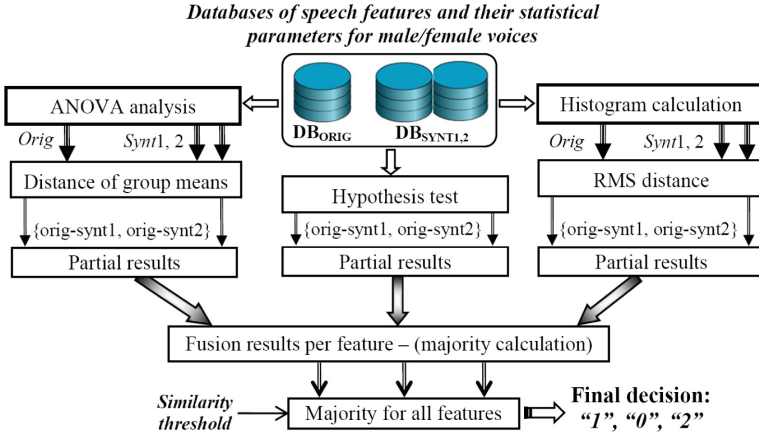 Databases of speech features and their statistical
parameters for male/female voices
ANOVA analysis
DBORIG
DBSYNT1,2
Histogram calculation
Orig
Synt1, 2
Orig
Synt1, 2
Distance of group means
Hypothesis test
RMS distance
{orig-synt1, orig-synt2}
{orig-synt1, orig-synt2}
{orig-synt1, orig-synt2}
Partial results
Partial results
Partial results
Fusion results per feature – (majority calculation)
Similarity
threshold
Majority for all features
Final decision:
“1”, “0”, “2”